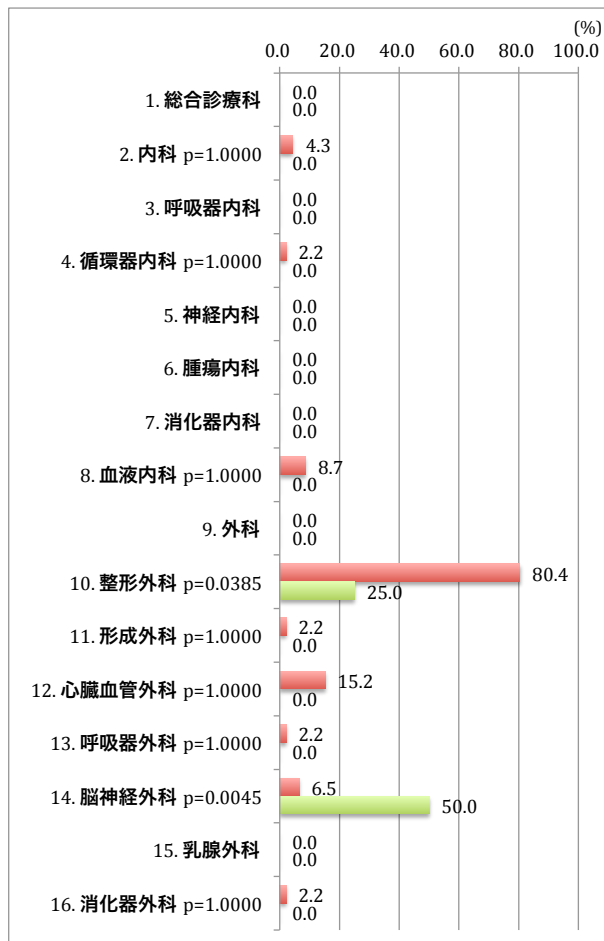 (%)
0.0 20.0 40.0 60.0 80.0 100.0
1. 総合診療科 0.0
0.0
2. 内科 p=1.0000 4.3
0.0
3. 呼吸器内科 0.0
0.0
4. 循環器内科 p=1.0000 2.2
0.0
5. 神経内科 0.0
0.0
6. 腫瘍内科 0.0
0.0
7. 消化器内科 0.0
0.0
8. 血液内科 p=1.0000 8.7
0.0
9. 外科 0.0
0.0
10. 整形外科 p=0.0385 80.4
25.0
11. 形成外科 p=1.0000 2.2
0.0
12. 心臓血管外科 p=1.0000 15.2
0.0
13. 呼吸器外科 p=1.0000 2.2
0.0
14. 脳神経外科 p=0.0045 6.5
50.0
15. 乳腺外科 0.0
0.0
16. 消化器外科 p=1.0000 2.2
0.0